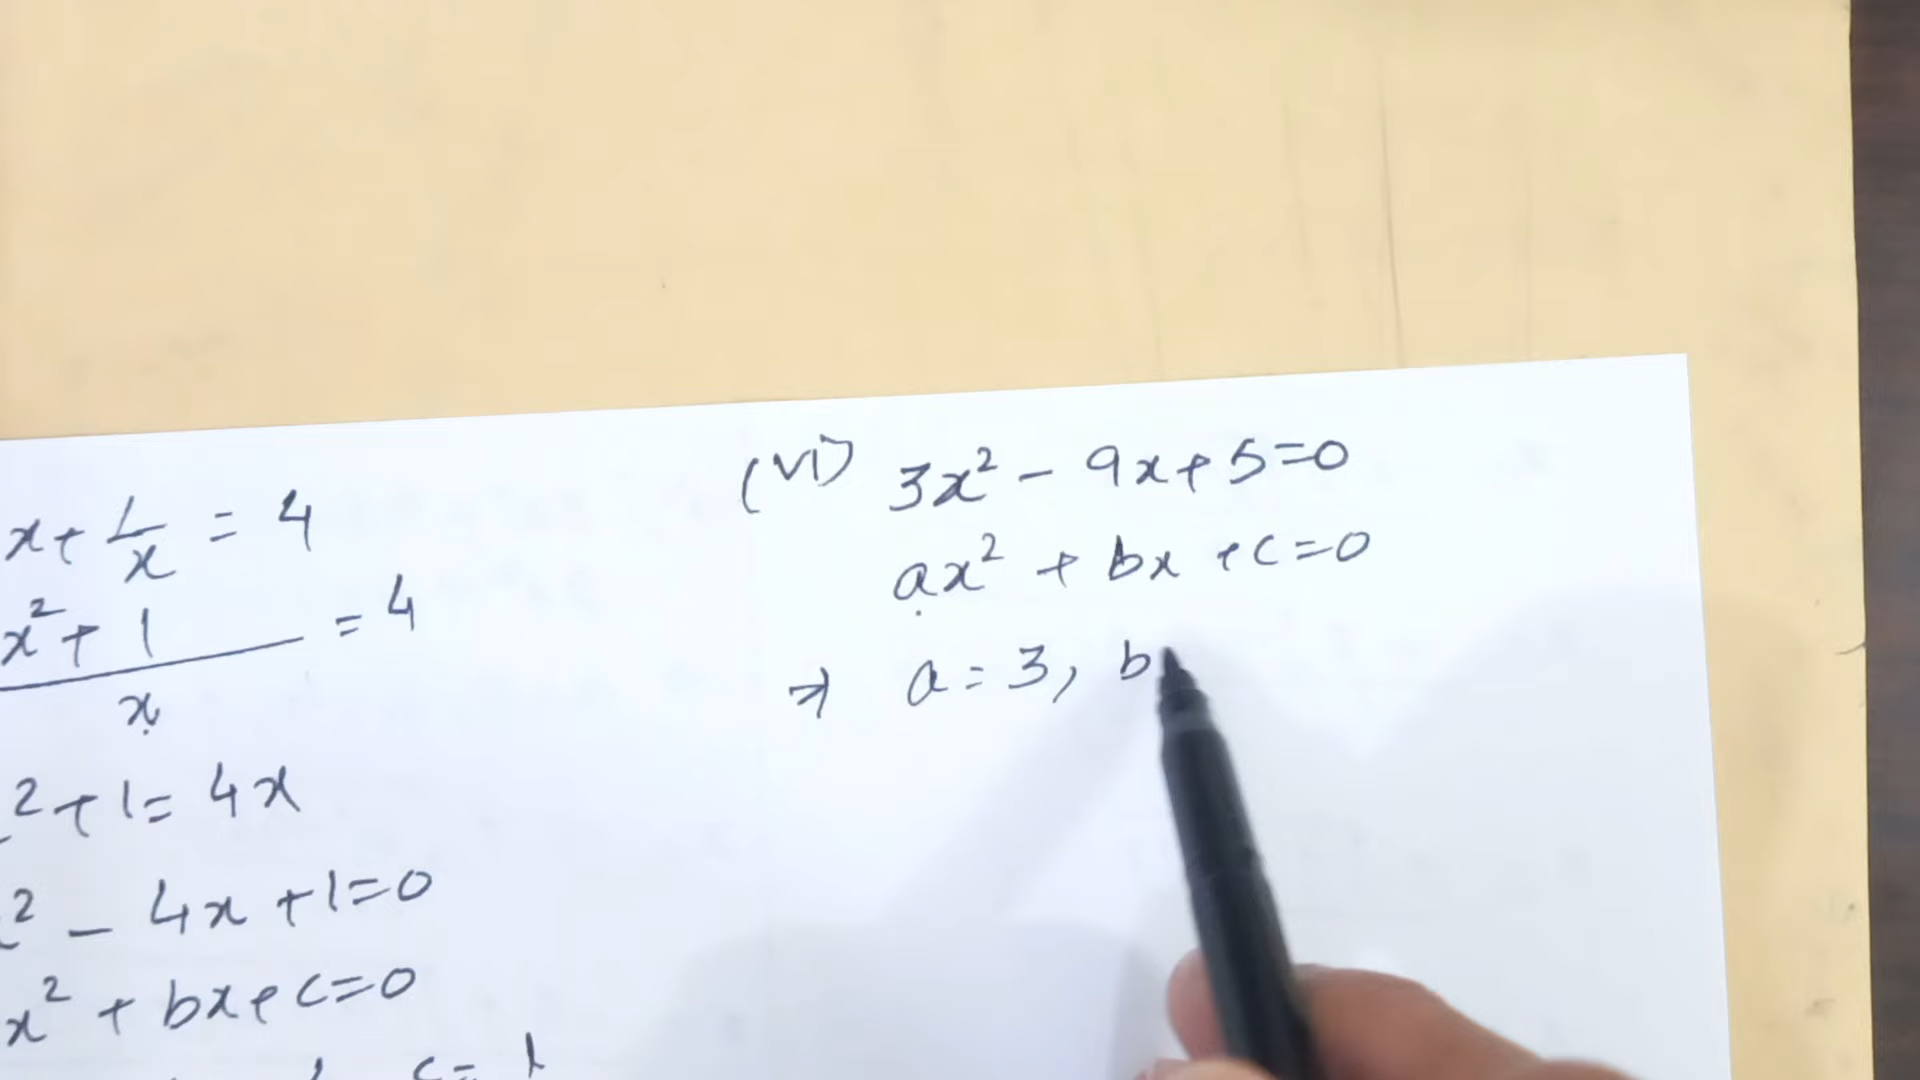 x + 1/x = 4
x² + 1 / x = 4
² + 1 = 4x
² - 4x + 1 = 0
x² + bx + c = 0
c = 1
(vi) 3x² - 9x + 5 = 0
ax² + bx + c = 0
⇒ a = 3, b